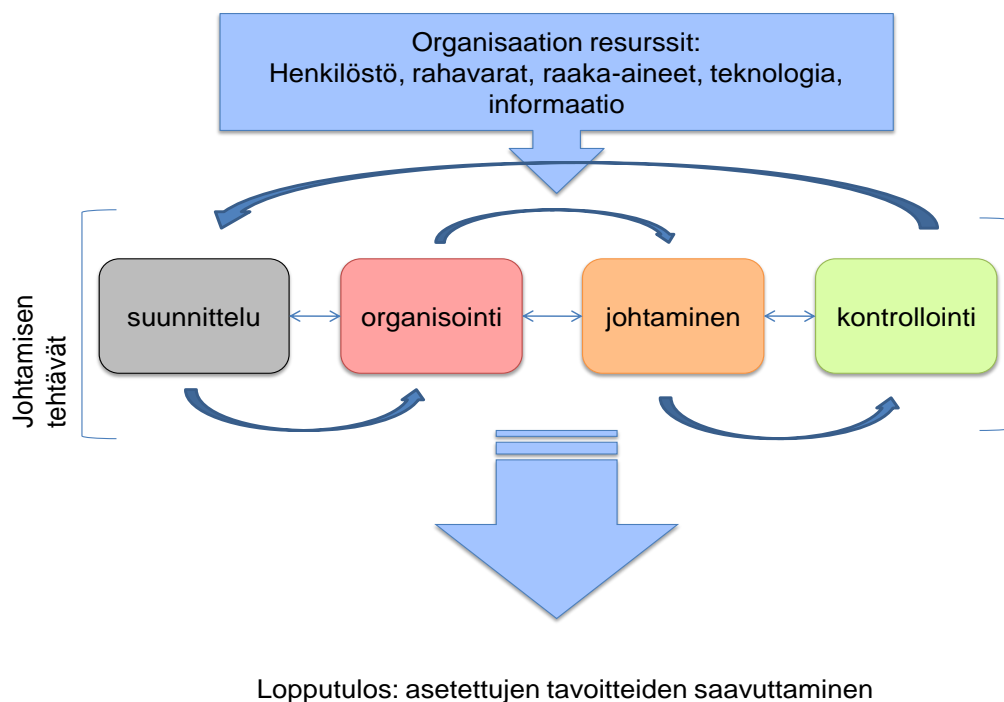 Organisaation resurssit:
Henkilöstö, rahavarat, raaka-aineet, teknologia,
informaatio
Johtamisen
tehtävät
suunnittelu
organisointi
johtaminen
kontrollointi
Lopputulos: asetettujen tavoitteiden saavuttaminen